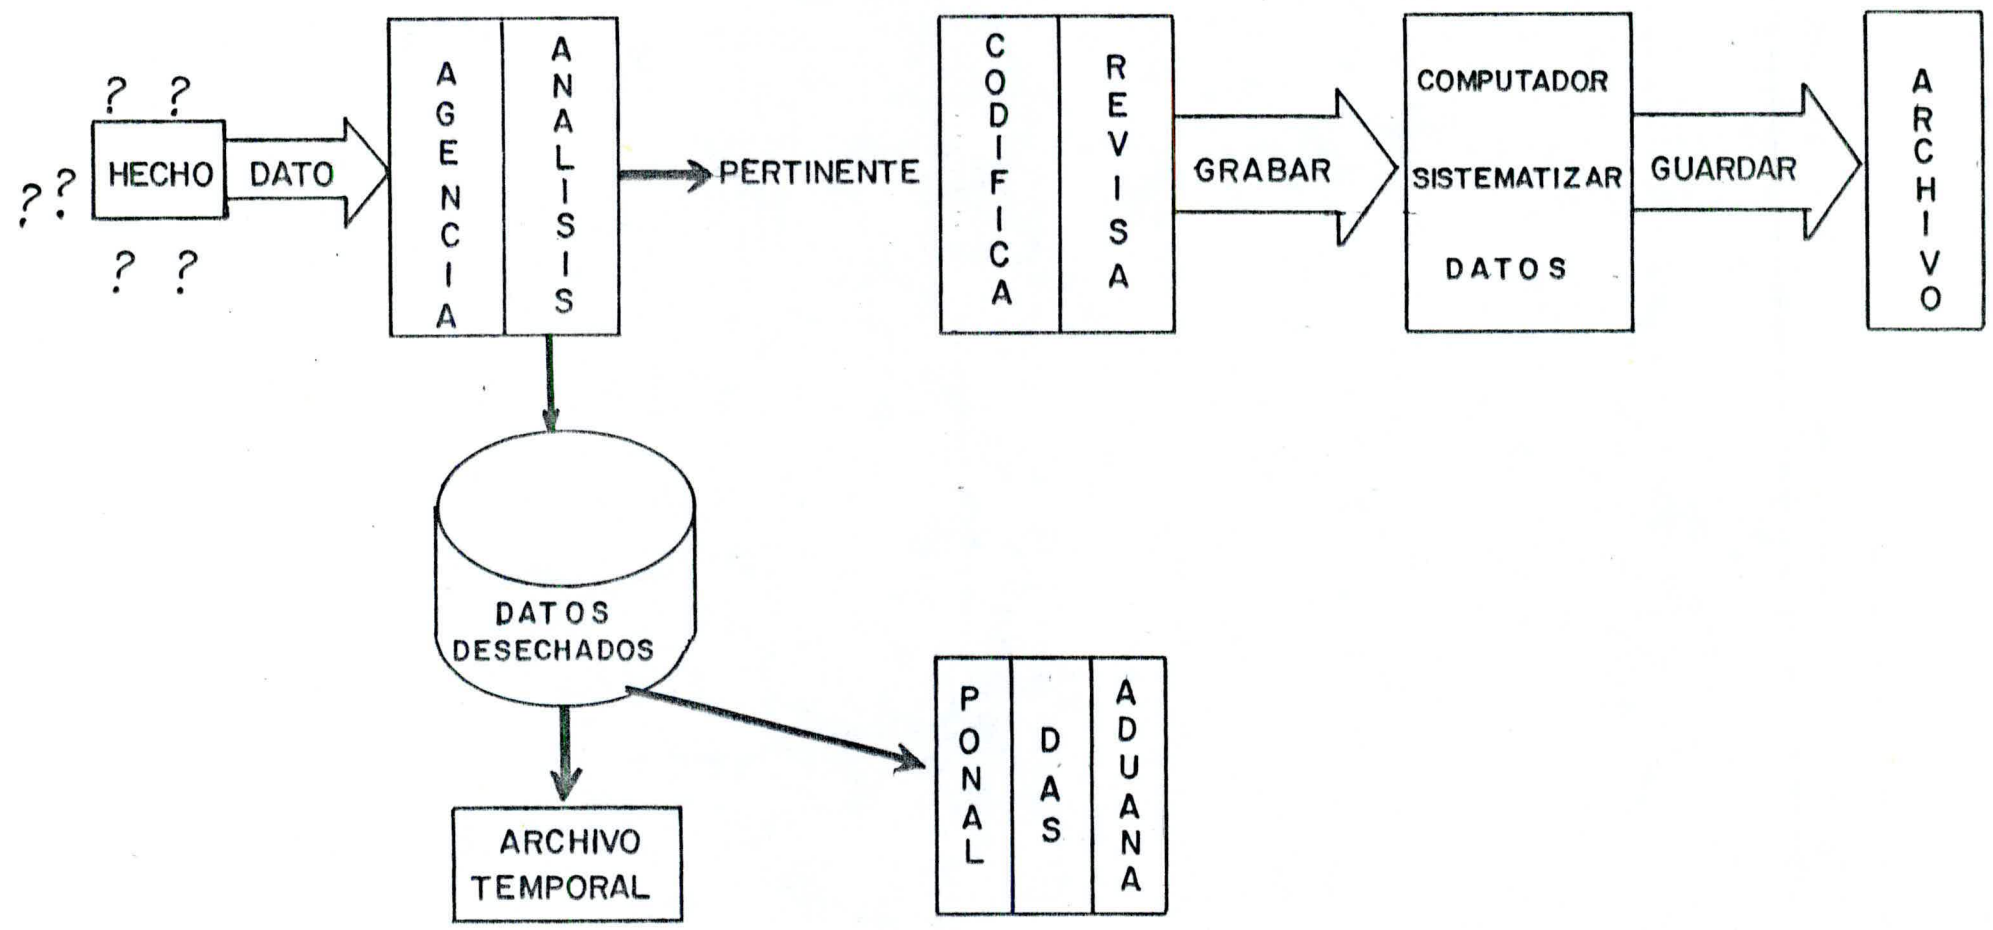 ? ?
HECHO
? ?
? ?
DATO
AGENCIA
ANALISIS
PERTINENTE
CODIFICA
REVISA
GRABAR
COMPUTADOR
SISTEMATIZAR
DATOS
GUARDAR
ARCHIVO
DATOS
DESECHADOS
ARCHIVO
TEMPORAL
PONAL
DAS
ADUANA